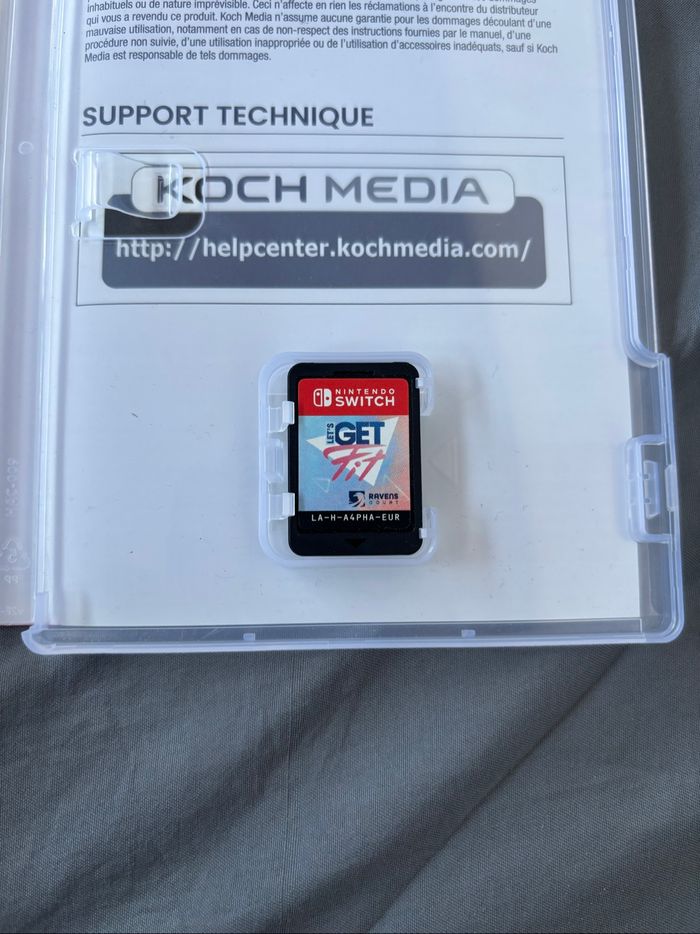 inhabituels ou de nature imprévisible. Ceci n'affecte en rien les réclamations à l'encontre du distributeur
qui vous a revendu ce produit. Koch Media n'assume aucune garantie pour les dommages découlant d'une
mauvaise utilisation, notamment en cas de non-respect des instructions fournies par le manuel, d'une
procédure non suivie, d'une utilisation inappropriée ou de l'utilisation d'accessoires inadéquats, sauf si Koch
Media est responsable de tels dommages.
SUPPORT TECHNIQUE
KOCH MEDIA
http://helpcenter.kochmedia.com/
NINTENDO
SWITCH
LET'S
GET
Fit
RAVENS
COURT
LA-H-A4PHA-EUR
PP